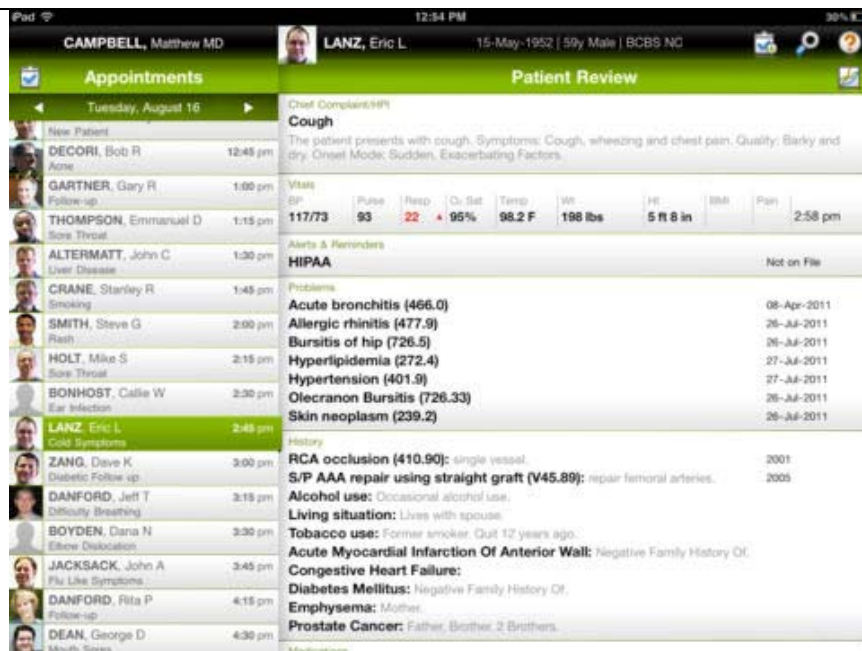 iPad 12:54 PM 30%
CAMPBELL, Matthew MD
LANZ, Eric L 15-May-1952 | 59y Male | BCBS NC
Appointments
Tuesday, August 16
New Patient
DECORI, Bob R 12:45 pm
Acne
GARTNER, Gary R 1:00 pm
Follow-up
THOMPSON, Emmanuel D 1:15 pm
Sore Throat
ALTERMATT, John C 1:30 pm
Liver Disease
CRANE, Stanley R 1:45 pm
Smoking
SMITH, Steve G 2:00 pm
Rash
HOLT, Mike S 2:15 pm
Sore Throat
BONHOST, Callie W 2:30 pm
Ear Infection
LANZ, Eric L 2:45 pm
Cold Symptoms
ZANG, Dave K 3:00 pm
Diabetic Follow up
DANFORD, Jeff T 3:15 pm
Difficulty Breathing
BOYDEN, Dana N 3:30 pm
Elbow Dislocation
JACKSACK, John A 3:45 pm
Flu Like Symptoms
DANFORD, Rita P 4:15 pm
Follow-up
DEAN, George D 4:30 pm
Mouth Sores
Patient Review
Chief Complaint/HPI
Cough
The patient presents with cough. Symptoms: Cough, wheezing and chest pain. Quality: Barky and
dry. Onset Mode: Sudden. Exacerbating Factors.
Vitals
BP Pulse Resp O₂ Sat Temp Wt Ht BMI Pain
117/73 93 22 95% 98.2 F 198 lbs 5 ft 8 in 2:58 pm
Alerts & Reminders
HIPAA Not on File
Problems
Acute bronchitis (466.0) 08-Apr-2011
Allergic rhinitis (477.9) 26-Jul-2011
Bursitis of hip (726.5) 26-Jul-2011
Hyperlipidemia (272.4) 27-Jul-2011
Hypertension (401.9) 27-Jul-2011
Olecranon Bursitis (726.33) 26-Jul-2011
Skin neoplasm (239.2) 26-Jul-2011
History
RCA occlusion (410.90): single vessel. 2001
S/P AAA repair using straight graft (V45.89): repair femoral arteries. 2005
Alcohol use: Occasional alcohol use.
Living situation: Lives with spouse.
Tobacco use: Former smoker. Quit 12 years ago.
Acute Myocardial Infarction Of Anterior Wall: Negative Family History Of.
Congestive Heart Failure:
Diabetes Mellitus: Negative Family History Of.
Emphysema: Mother.
Prostate Cancer: Father, Brother, 2 Brothers.
Medications